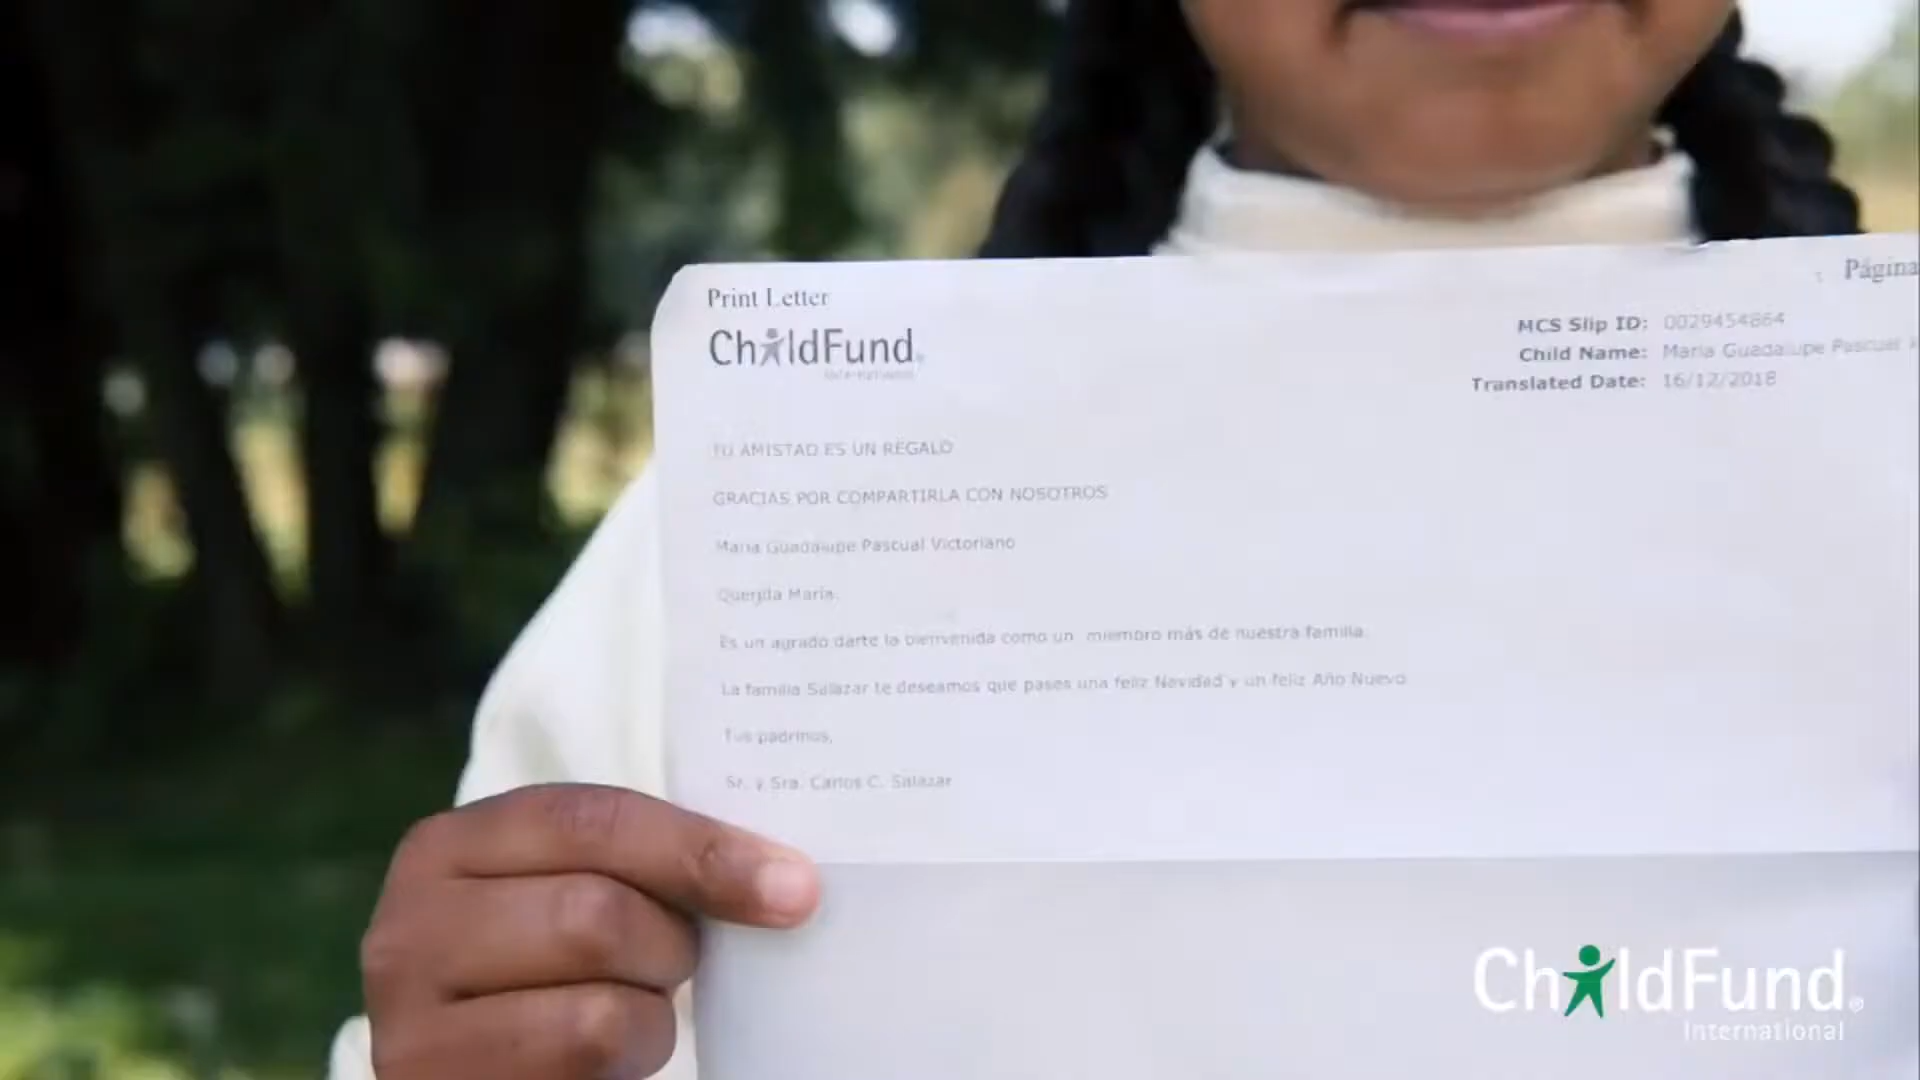 Print Letter
Página
ChildFund
International
MCS Slip ID: 0029454864
Child Name: Maria Guadalupe Pascual
Translated Date: 16/12/2018
TU AMISTAD ES UN REGALO
GRACIAS POR COMPARTIRLA CON NOSOTROS
Maria Guadalupe Pascual Victoriano
Querida María:
Es un agrado darte la bienvenida como un miembro más de nuestra familia.
La familia Salazar te deseamos que pases una feliz Navidad y un feliz Año Nuevo
Tus padrinos,
Sr. y Sra. Carlos C. Salazar
ChildFund®
International